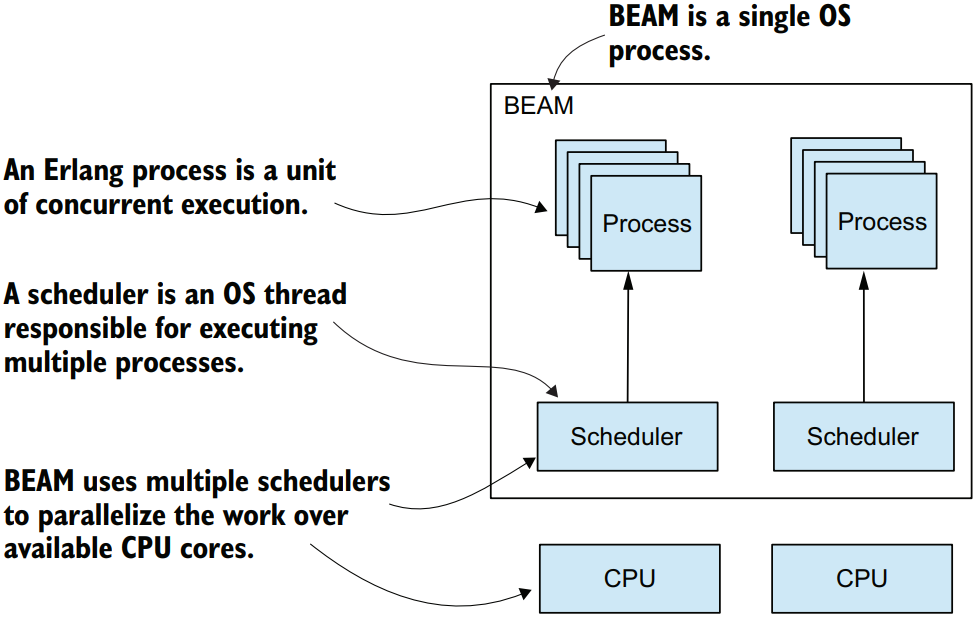 BEAM is a single OS
process.
BEAM
An Erlang process is a unit
of concurrent execution.
Process
Process
A scheduler is an OS thread
responsible for executing
multiple processes.
Scheduler
Scheduler
BEAM uses multiple schedulers
to parallelize the work over
available CPU cores.
CPU
CPU